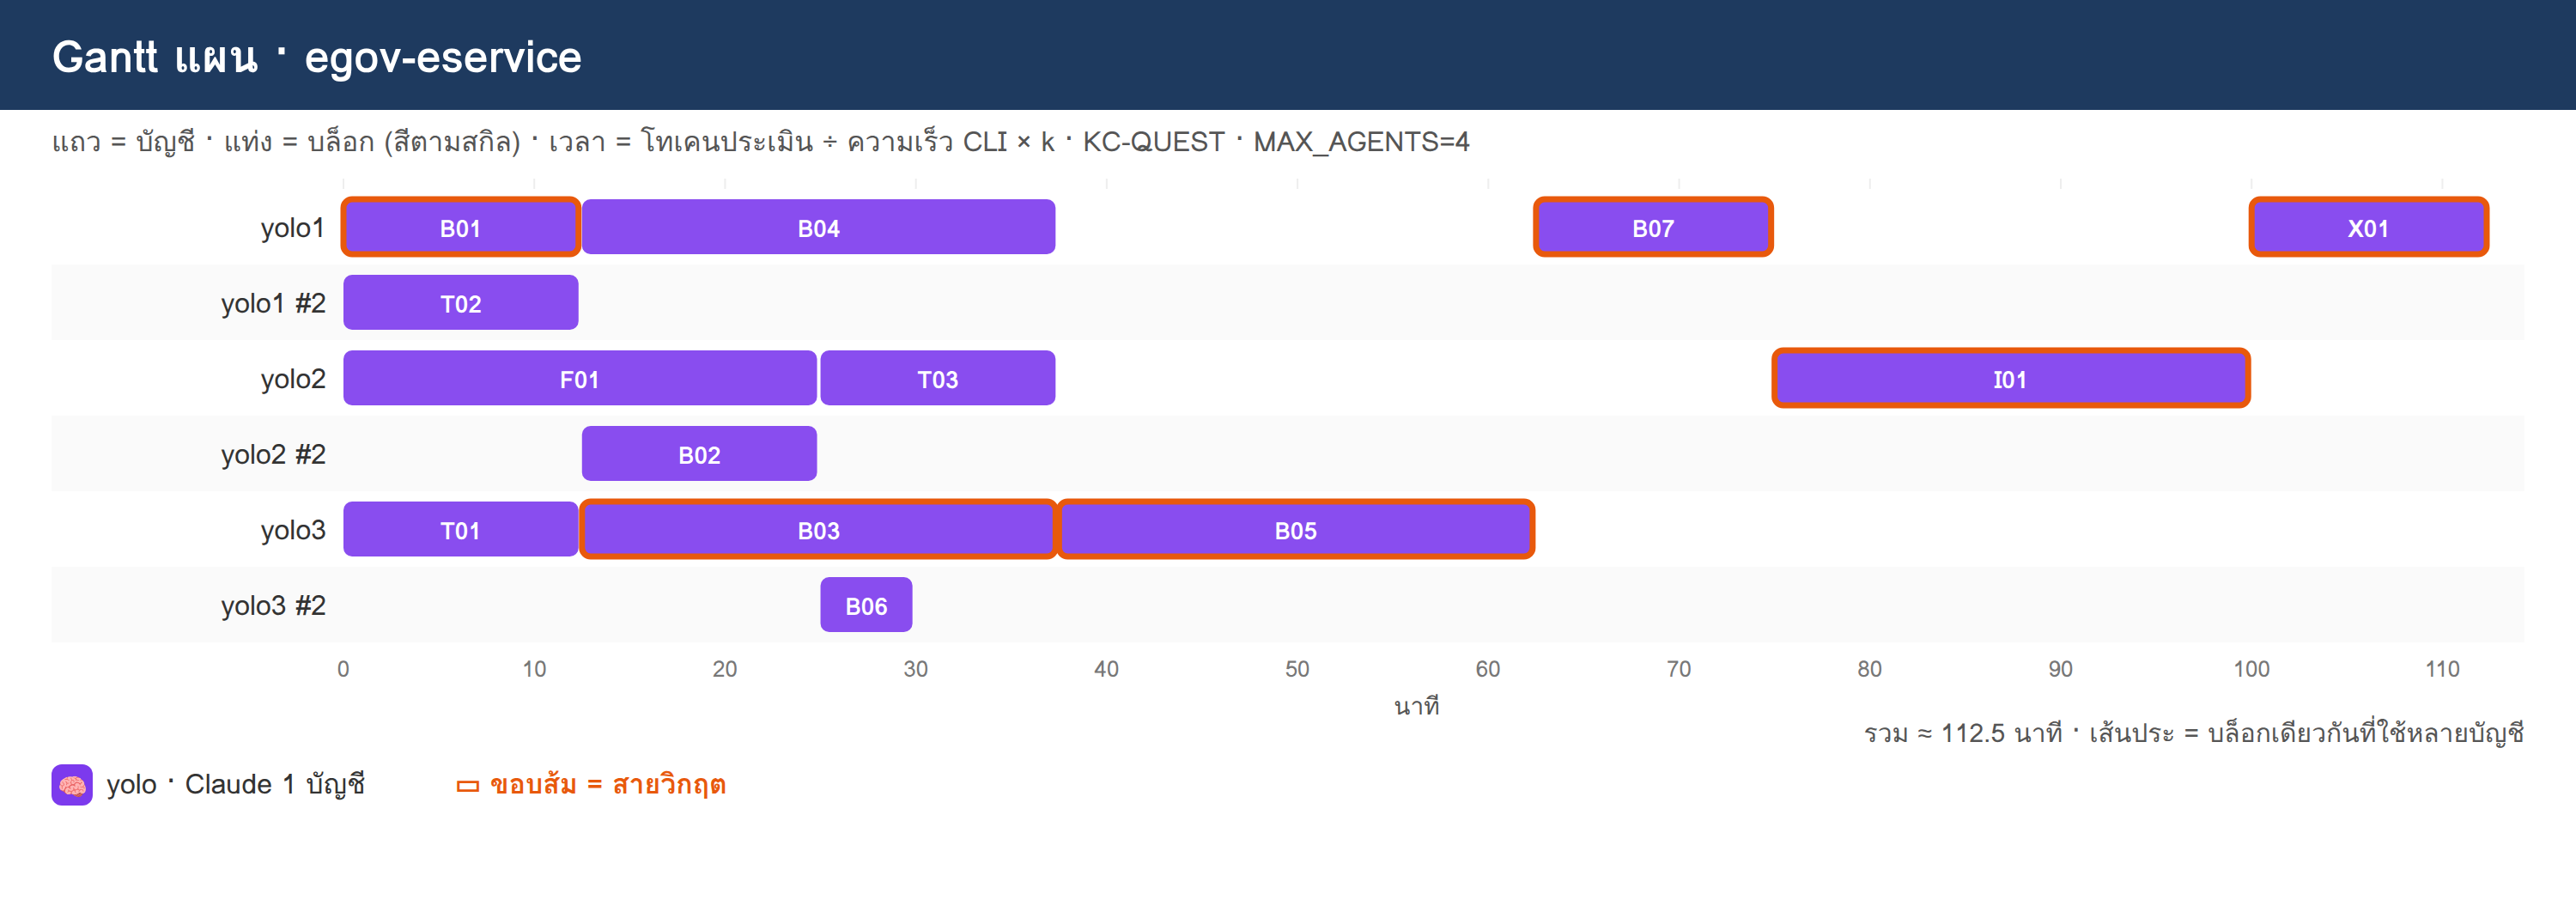 Gantt แผน · egov-eservice
แถว = บัญชี · แท่ง = บล็อก (สีตามสกิล) · เวลา = โทเคนประเมิน ÷ ความเร็ว CLI × k · KC-QUEST · MAX_AGENTS=4
yolo1 B01 B04 B07 X01
yolo1 #2 T02
yolo2 F01 T03 I01
yolo2 #2 B02
yolo3 T01 B03 B05
yolo3 #2 B06
0 10 20 30 40 50 60 70 80 90 100 110
นาที
รวม ≈ 112.5 นาที · เส้นประ = บล็อกเดียวกันที่ใช้หลายบัญชี
yolo · Claude 1 บัญชี ▭ ขอบส้ม = สายวิกฤต